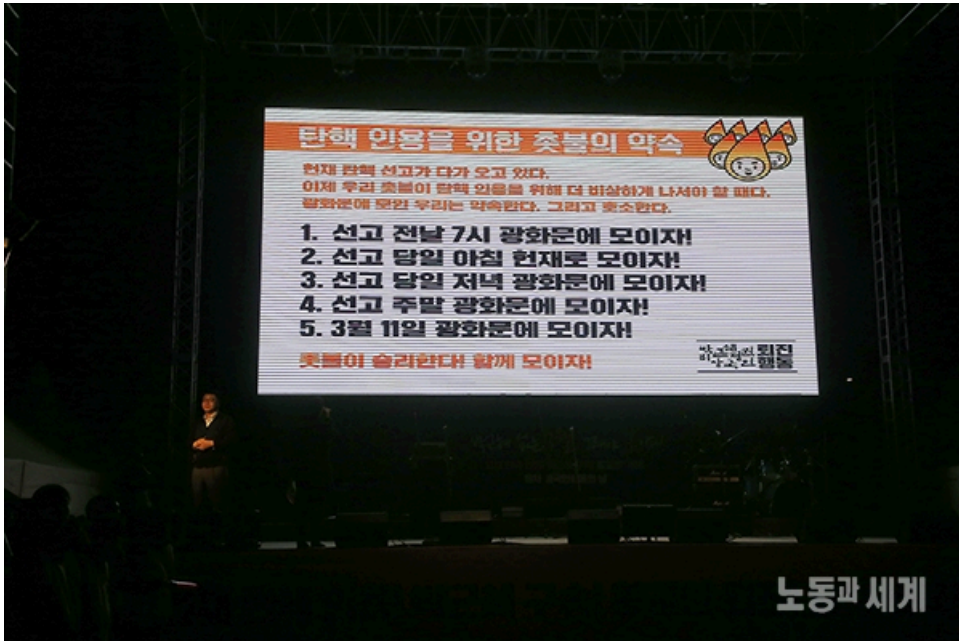 탄핵 인용을 위한 촛불의 약속
헌재 탄핵 선고가 다가 오고 있다.
이제 우리 촛불이 탄핵 인용을 위해 더 비상하게 나서야 할 때다.
광화문에 모인 우리는 약속한다. 그리고 호소한다.
1. 선고 전날 7시 광화문에 모이자!
2. 선고 당일 아침 헌재로 모이자!
3. 선고 당일 저녁 광화문에 모이자!
4. 선고 주말 광화문에 모이자!
5. 3월 11일 광화문에 모이자!
촛불이 승리한다! 함께 모이자!
퇴진
행동
노동과 세계